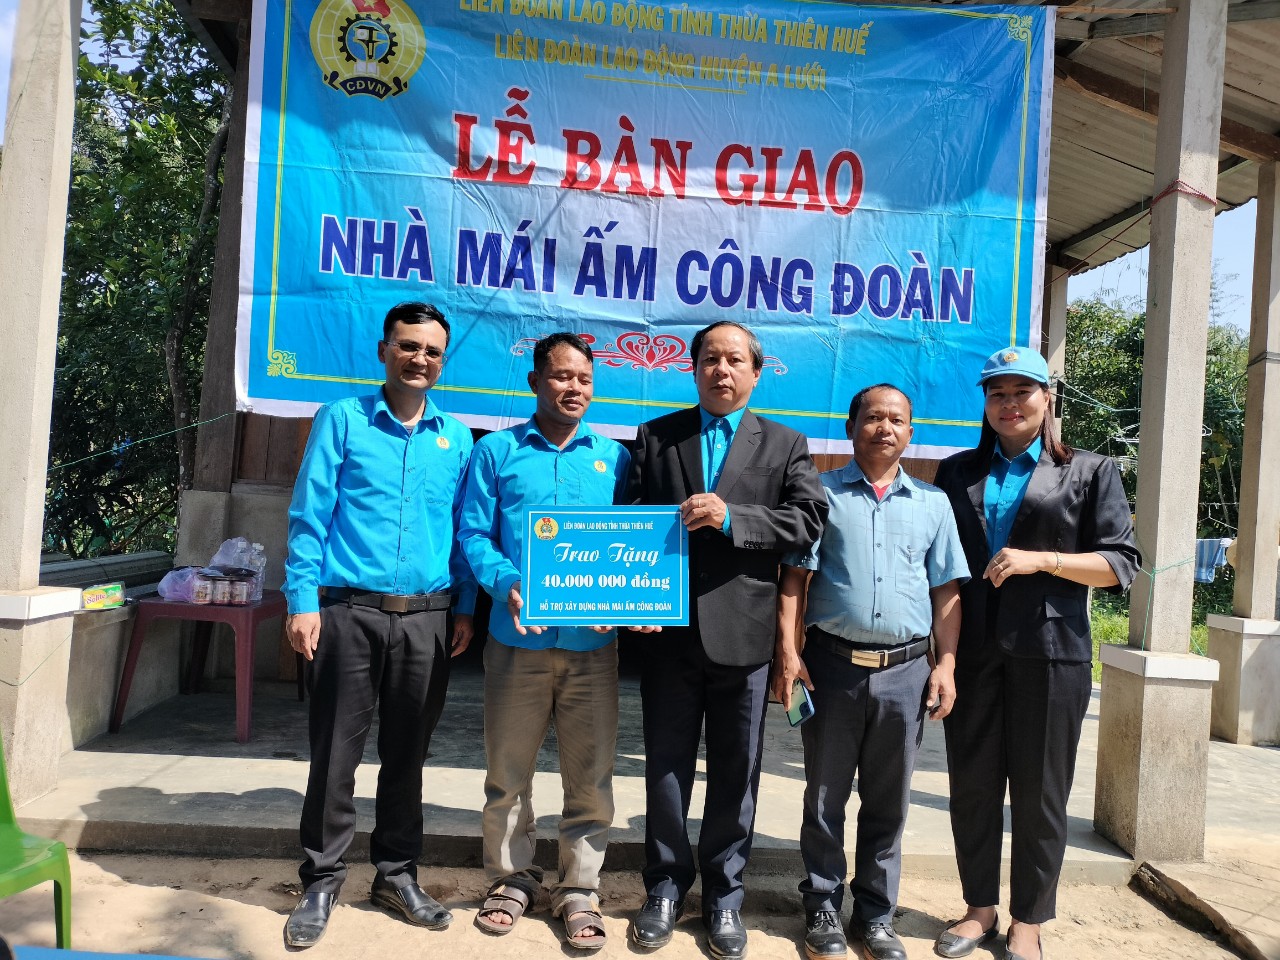 LIÊN ĐOÀN LAO ĐỘNG TỈNH THỪA THIÊN HUẾ
LIÊN ĐOÀN LAO ĐỘNG HUYỆN A LƯỚI
CDVN
LỄ BÀN GIAO
NHÀ MÁI ẤM CÔNG ĐOÀN
LIÊN ĐOÀN LAO ĐỘNG TỈNH THỪA THIÊN HUẾ
Trao Tặng
40.000 000 đồng
HỖ TRỢ XÂY DỰNG NHÀ MÁI ẤM CÔNG ĐOÀN